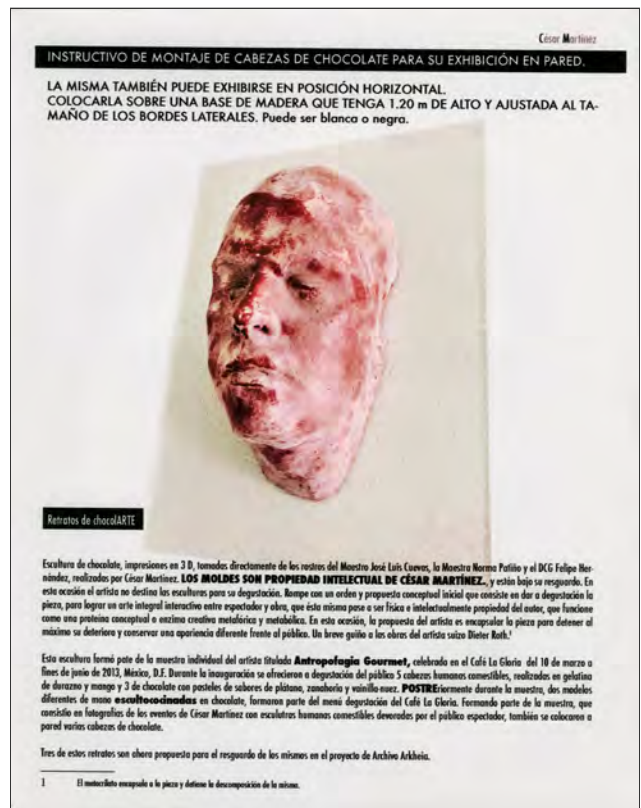 César Martínez
INSTRUCTIVO DE MONTAJE DE CABEZAS DE CHOCOLATE PARA SU EXHIBICIÓN EN PARED.
LA MISMA TAMBIÉN PUEDE EXHIBIRSE EN POSICIÓN HORIZONTAL.
COLOCARLA SOBRE UNA BASE DE MADERA QUE TENGA 1.20 m DE ALTO Y AJUSTADA AL TA-
MAÑO DE LOS BORDES LATERALES. Puede ser blanca o negra.
Retratos de chocolARTE
Escultura de chocolate, impresiones en 3 D, tomadas directamente de los rostros del Maestro José Luis Cuevas, la Maestra Norma Patiño y el DCG Felipe Her-
nández, realizadas por César Martínez. LOS MOLDES SON PROPIEDAD INTELECTUAL DE CÉSAR MARTÍNEZ., y están bajo su resguardo. En
esta ocasión el artista no destina las esculturas para su degustación. Rompe con un orden y propuesta conceptual inicial que consiste en dar a degustación la
pieza, para lograr un arte integral interactivo entre espectador y obra, que ésta misma pase a ser física e intelectualmente propiedad del autor, que funcione
como una proteína conceptual o enzima creativa metafórica y metabólica. En esta ocasión, la propuesta del artista es encapsular la pieza para detener al
máximo su deterioro y conservar una apariencia diferente frente al público. Un breve guiño a las obras del artista suizo Dieter Roth.¹
Esta escultura formó pate de la muestra individual del artista titulada Antropofagia Gourmet, celebrada en el Café La Gloria del 10 de marzo a
fines de junio de 2013, México, D.F. Durante la inauguración se ofrecieron a degustación del público 5 cabezas humanas comestibles, realizadas en gelatina
de durazno y mango y 3 de chocolate con pasteles de sabores de plátano, zanahoria y vainilla-nuez. POSTREriormente durante la muestra, dos modelos
diferentes de mano escultococinadas en chocolate, formaron parte del menú degustación del Café La Gloria. Formando parte de la muestra, que
consistió en fotografías de los eventos de César Martínez con esculutras humanas comestibles devoradas por el público espectador, también se colocaron a
pared varias cabezas de chocolate.
Tres de estos retratos son ahora propuesta para el resguardo de los mismos en el proyecto de Archivo Arkheia.
1 El metacrilato encapsula a la pieza y detiene la descomposición de la misma.